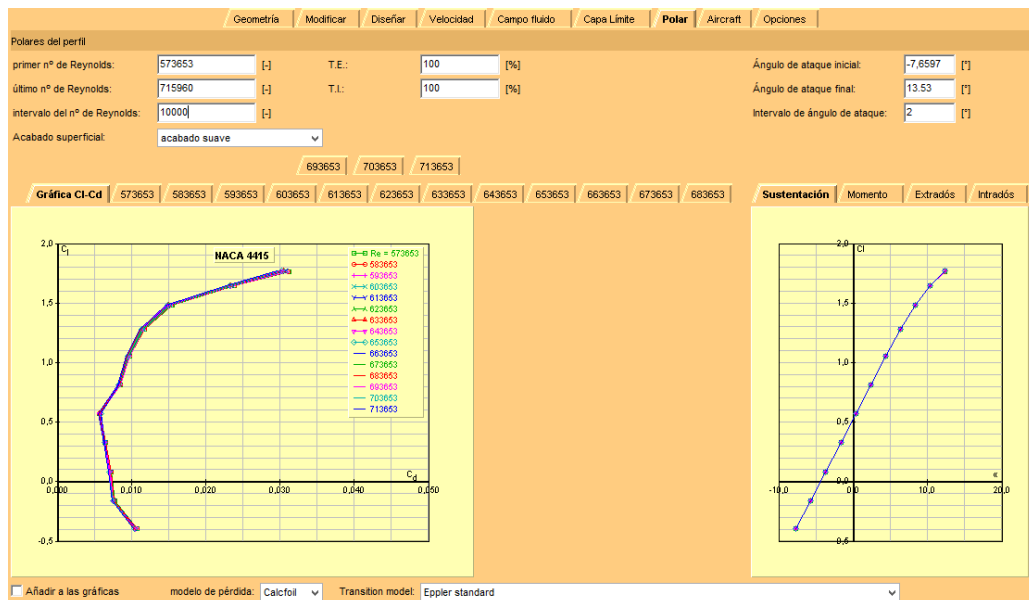 Geometría Modificar Diseñar Velocidad Campo fluido Capa Límite Polar Aircraft Opciones
Polares del perfil
primer nº de Reynolds: 573653 [-] T.E.: 100 [%] Ángulo de ataque inicial: -7,6597 [°]
último nº de Reynolds: 715960 [-] T.I.: 100 [%] Ángulo de ataque final: 13.53 [°]
intervalo del nº de Reynolds: 10000 [-] Intervalo de ángulo de ataque: 2 [°]
Acabado superficial: acabado suave
693653 703653 713653
Gráfica Cl-Cd 573653 583653 593653 603653 613653 623653 633653 643653 653653 663653 673653 683653 Sustentación Momento Extradós Intradós
2,0 Cl NACA 4415 Re = 573653
583653
593653
603653
613653
623653
633653
643653
653653
663653
673653
683653
693653
703653
713653
1,5
1,0
0,5
0,0
-0,5
Cd
0,000 0,010 0,020 0,030 0,040 0,050
2,0 Cl
1,5
1,0
0,5
0,0
-0,5
α
-10,0 0,0 10,0 20,0
Añadir a las gráficas modelo de pérdida: Calcfoil Transition model: Eppler standard